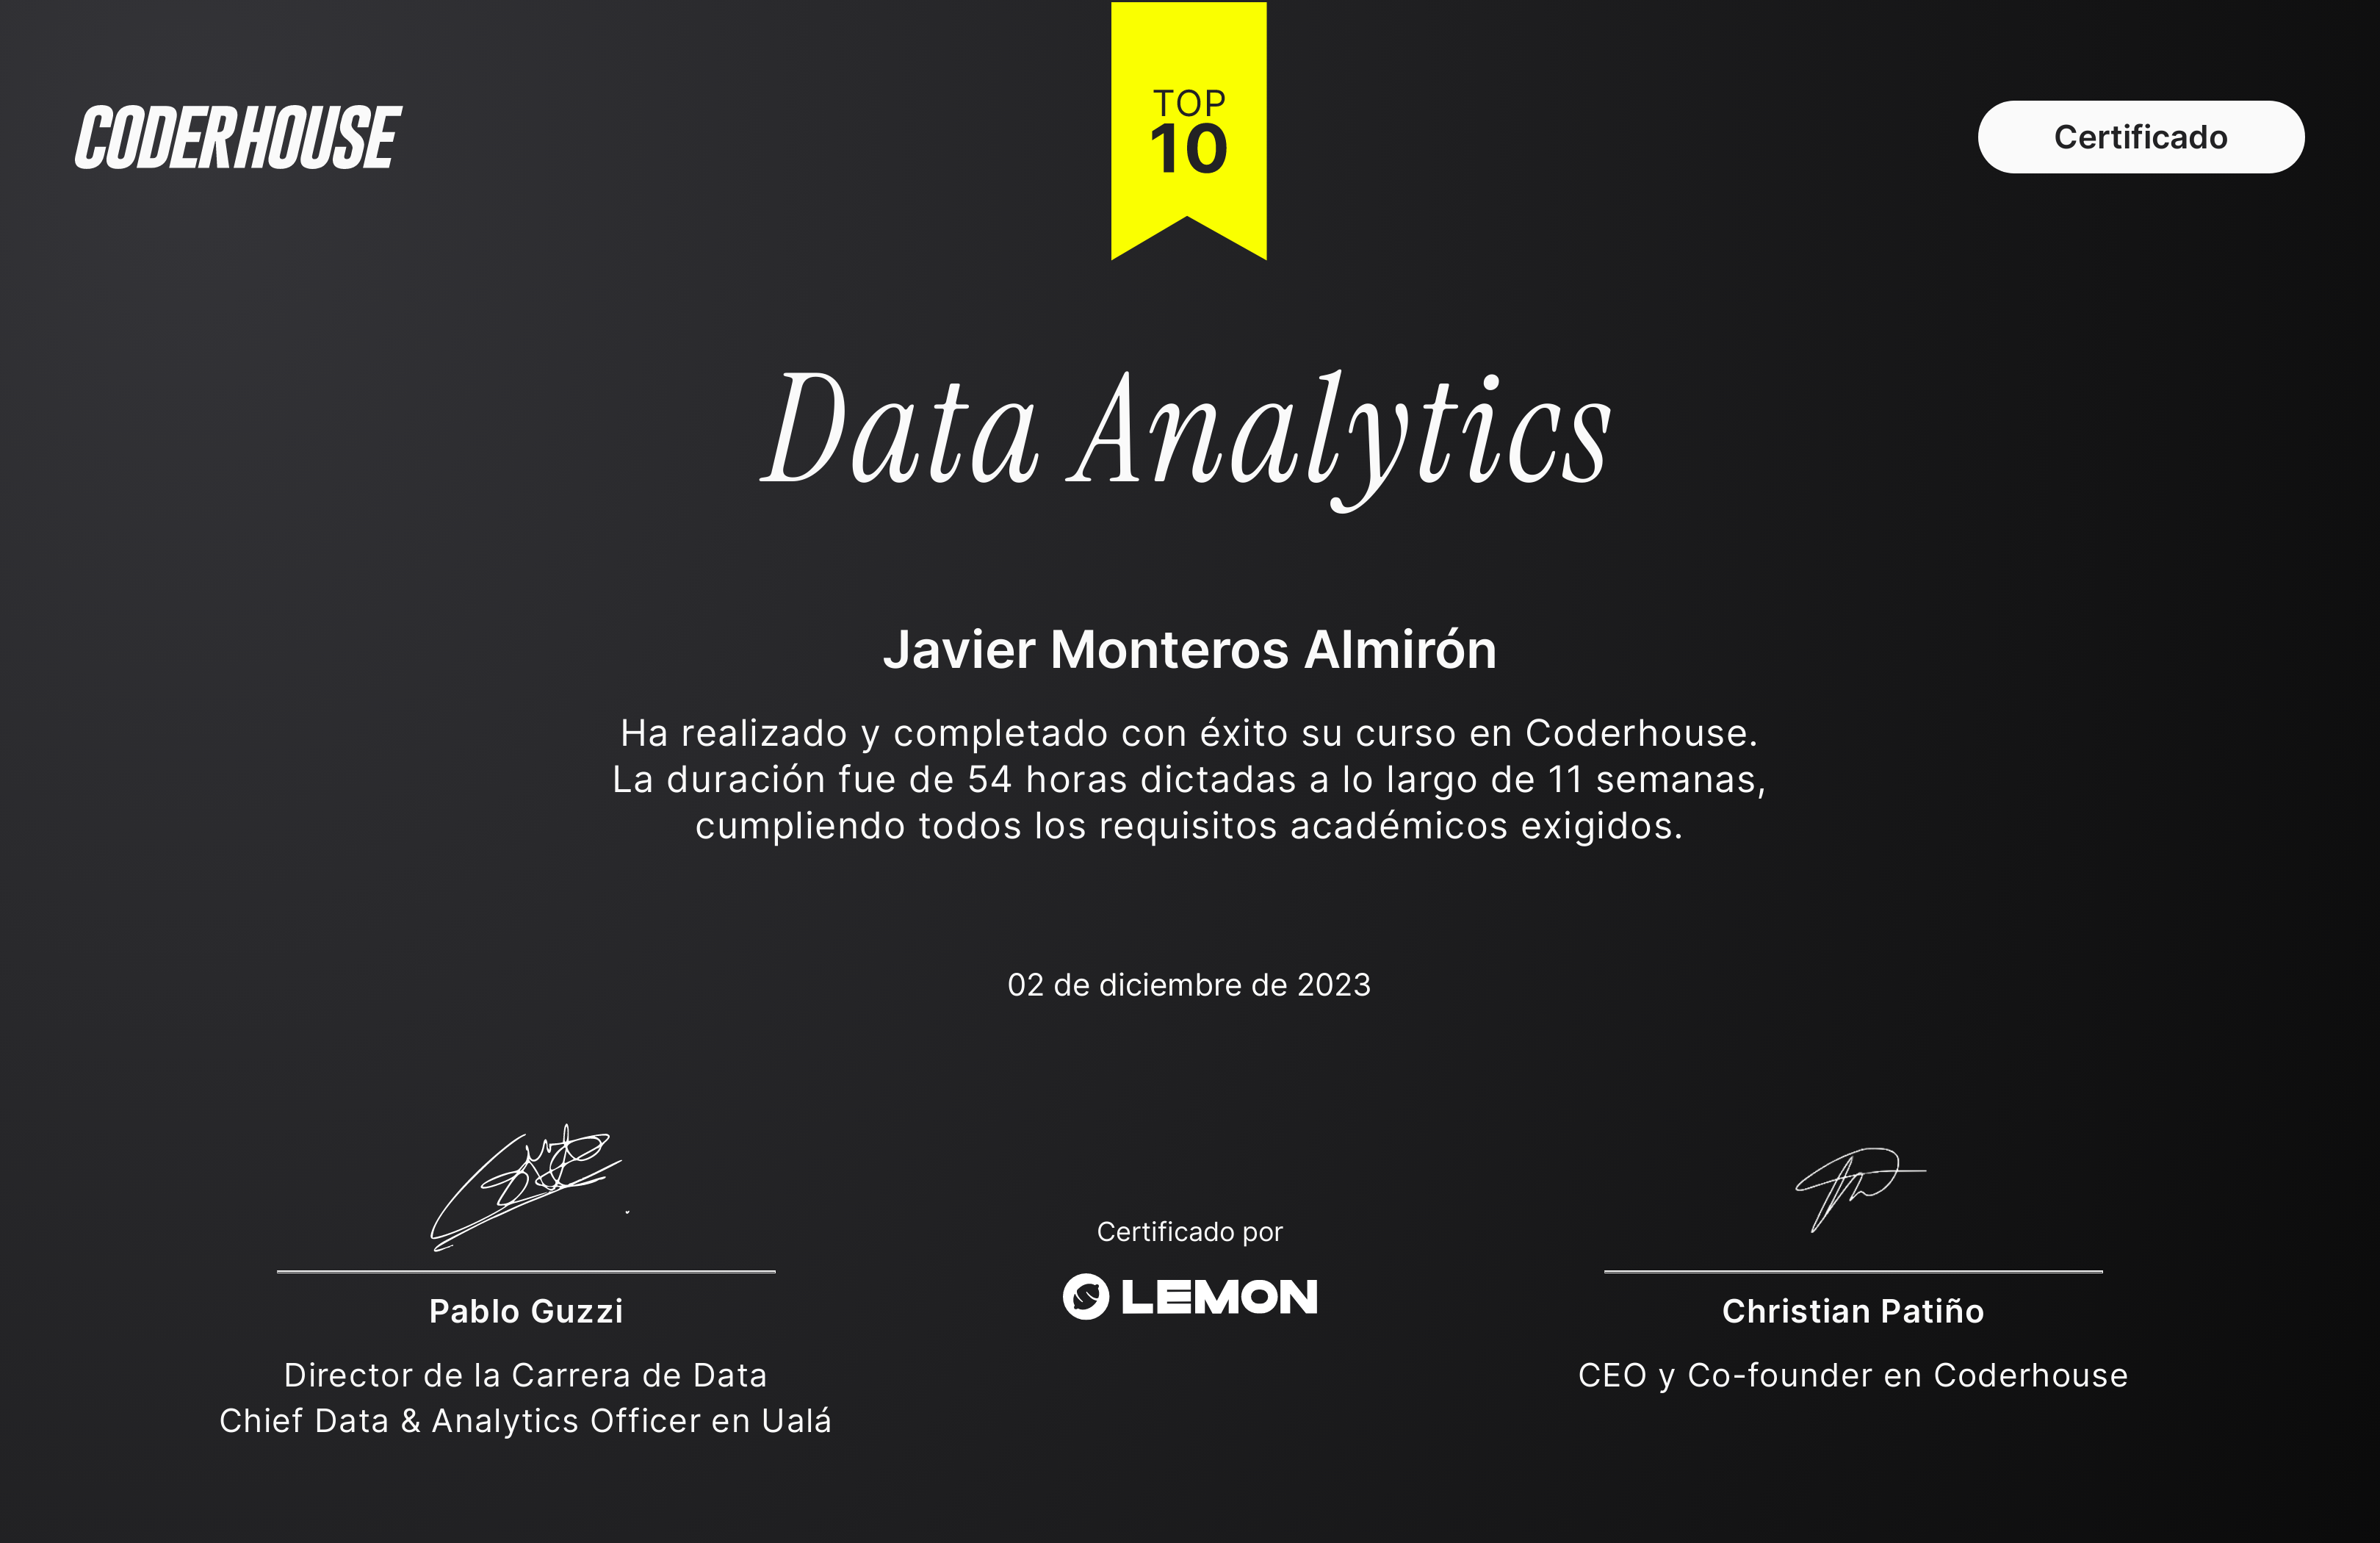 CODERHOUSE
TOP
10
Certificado
Data Analytics
Javier Monteros Almirón
Ha realizado y completado con éxito su curso en Coderhouse.
La duración fue de 54 horas dictadas a lo largo de 11 semanas,
cumpliendo todos los requisitos académicos exigidos.
02 de diciembre de 2023
Certificado por
LEMON
Pablo Guzzi
Director de la Carrera de Data
Chief Data & Analytics Officer en Ualá
Christian Patiño
CEO y Co-founder en Coderhouse